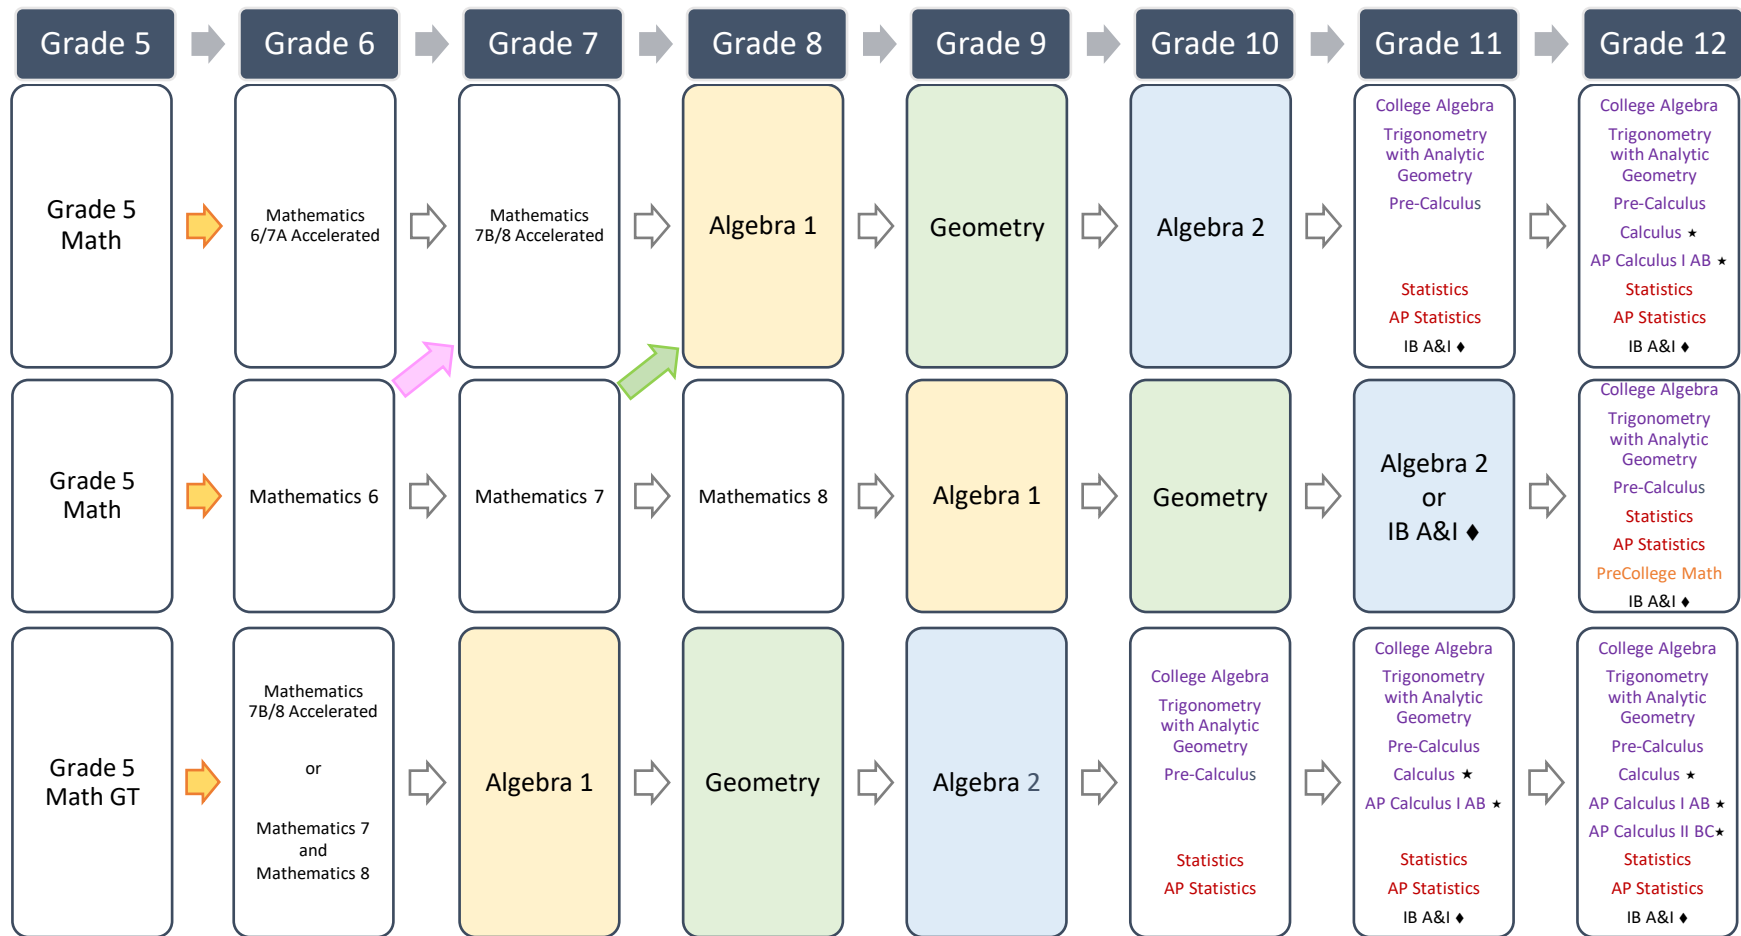 Grade 5
Grade 6
Grade 7
Grade 8
Grade 9
Grade 10
Grade 11
Grade 12
Grade 5
Math
Mathematics
6/7A Accelerated
Mathematics
7B/8 Accelerated
Algebra 1
Geometry
Algebra 2
College Algebra
Trigonometry
with Analytic
Geometry
Pre-Calculus
Statistics
AP Statistics
IB A&I ♦
College Algebra
Trigonometry
with Analytic
Geometry
Pre-Calculus
Calculus ★
AP Calculus I AB ★
Statistics
AP Statistics
IB A&I ♦
Grade 5
Math
Mathematics 6
Mathematics 7
Mathematics 8
Algebra 1
Geometry
Algebra 2
or
IB A&I ♦
College Algebra
Trigonometry
with Analytic
Geometry
Pre-Calculus
Statistics
AP Statistics
PreCollege Math
IB A&I ♦
Grade 5
Math GT
Mathematics
7B/8 Accelerated
or
Mathematics 7
and
Mathematics 8
Algebra 1
Geometry
Algebra 2
College Algebra
Trigonometry
with Analytic
Geometry
Pre-Calculus
Statistics
AP Statistics
College Algebra
Trigonometry
with Analytic
Geometry
Pre-Calculus
Calculus ★
AP Calculus I AB ★
Statistics
AP Statistics
IB A&I ♦
College Algebra
Trigonometry
with Analytic
Geometry
Pre-Calculus
Calculus ★
AP Calculus I AB ★
AP Calculus II BC★
Statistics
AP Statistics
IB A&I ♦